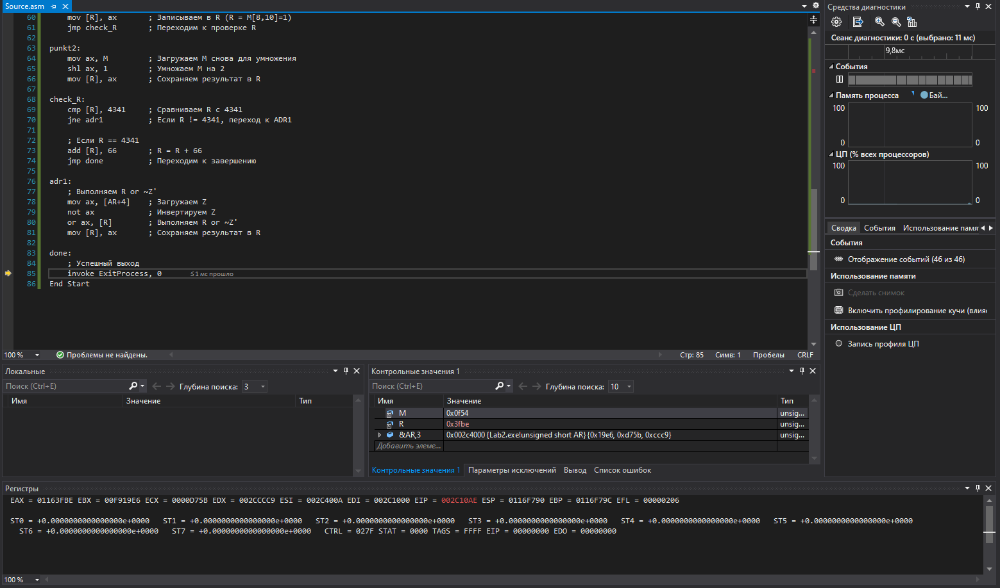 Source.asm
60 mov [R], ax ; Записываем в R (R = M[8,10]=1)
61 jmp check_R ; Переходим к проверке R
62
63 punkt2:
64 mov ax, M ; Загружаем M снова для умножения
65 shl ax, 1 ; Умножаем M на 2
66 mov [R], ax ; Сохраняем результат в R
67
68 check_R:
69 cmp [R], 4341 ; Сравниваем R с 4341
70 jne adr1 ; Если R != 4341, переход к ADR1
71
72 ; Если R == 4341
73 add [R], 66 ; R = R + 66
74 jmp done ; Переходим к завершению
75
76 adr1:
77 ; Выполняем R or ~Z'
78 mov ax, [AR+4] ; Загружаем Z
79 not ax ; Инвертируем Z
80 or ax, [R] ; Выполняем R or ~Z'
81 mov [R], ax ; Сохраняем результат в R
82
83 done:
84 ; Успешный выход
85 invoke ExitProcess, 0 ≤ 1 мс прошло
86 End Start
100 % Проблемы не найдены. Стр: 85 Симв: 1 Пробелы CRLF
Средства диагностики
Сеанс диагностики: 0 с (выбрано: 11 мс)
9,8мс
События
Память процесса Бай...
100 100
0 0
ЦП (% всех процессоров)
100 100
0 0
Сводка События Использование памя
События
Отображение событий (46 из 46)
Использование памяти
Сделать снимок
Включить профилирование кучи (влия
Использование ЦП
Запись профиля ЦП
Локальные
Поиск (Ctrl+E) Глубина поиска: 3
Имя Значение Тип
Контрольные значения 1
Поиск (Ctrl+E) Глубина поиска: 10
Имя Значение Тип
M 0x0f54 unsig...
R 0x3fbe unsig...
&AR,3 0x002c4000 {Lab2.exe!unsigned short AR} {0x19e6, 0xd75b, 0xccc9} unsig...
Добавить элеме...
Контрольные значения 1 Параметры исключений Вывод Список ошибок
Регистры
EAX = 01163FBE EBX = 00F919E6 ECX = 0000D75B EDX = 002CCCC9 ESI = 002C400A EDI = 002C1000 EIP = 002C10AE ESP = 0116F790 EBP = 0116F79C EFL = 00000206
ST0 = +0.0000000000000000e+0000 ST1 = +0.0000000000000000e+0000 ST2 = +0.0000000000000000e+0000 ST3 = +0.0000000000000000e+0000 ST4 = +0.0000000000000000e+0000 ST5 = +0.0000000000000000e+0000
ST6 = +0.0000000000000000e+0000 ST7 = +0.0000000000000000e+0000 CTRL = 027F STAT = 0000 TAGS = FFFF EIP = 00000000 EDO = 00000000
100 %